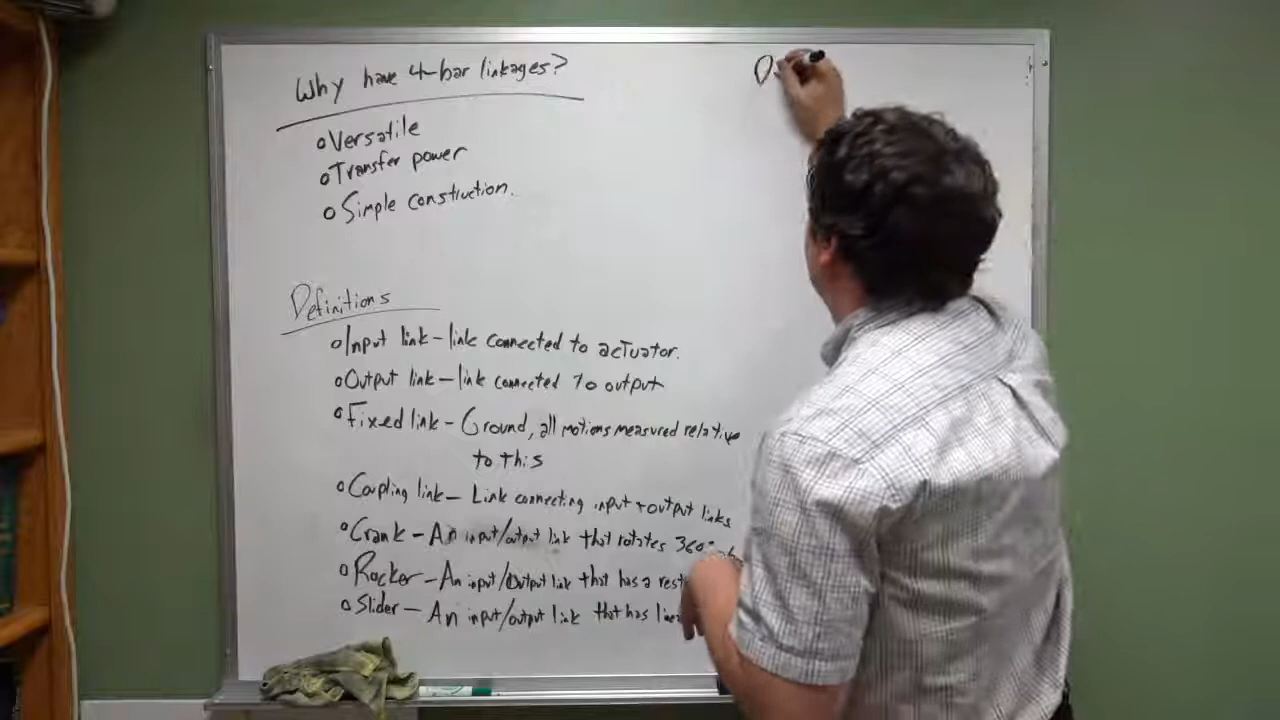 Why have 4-bar linkages?
Versatile
Transfer power
Simple construction.
Definitions
Input link - link connected to actuator.
Output link - link connected to output
Fixed link - Ground, all motions measured relative
to this
Coupling link - Link connecting input + output links
Crank - An input/output link that rotates 360°
Rocker - An input/output link that has a rest
Slider - An input/output link that has